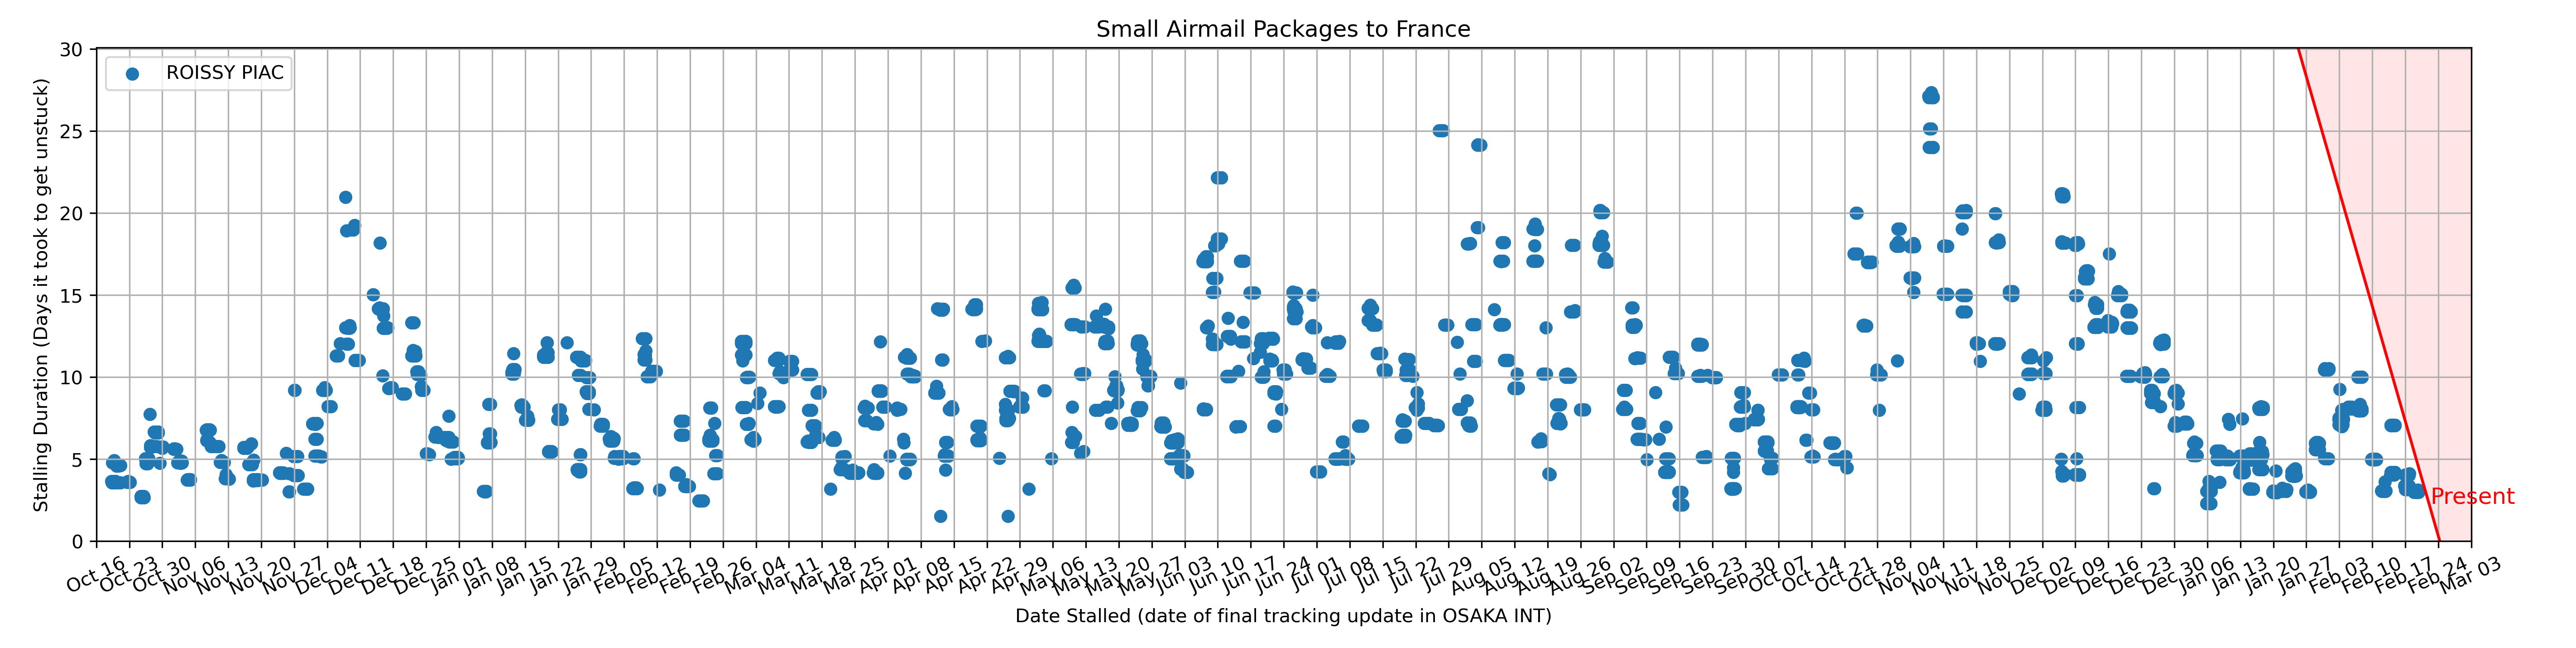 Small Airmail Packages to France
ROISSY PIAC
Stalling Duration (Days it took to get unstuck)
30
25
20
15
10
5
0
Present
Oct 16 Oct 23 Oct 30 Nov 06 Nov 13 Nov 20 Nov 27 Dec 04 Dec 11 Dec 18 Dec 25 Jan 01 Jan 08 Jan 15 Jan 22 Jan 29 Feb 05 Feb 12 Feb 19 Feb 26 Mar 04 Mar 11 Mar 18 Mar 25 Apr 01 Apr 08 Apr 15 Apr 22 Apr 29 May 06 May 13 May 20 May 27 Jun 03 Jun 10 Jun 17 Jun 24 Jul 01 Jul 08 Jul 15 Jul 22 Jul 29 Aug 05 Aug 12 Aug 19 Aug 26 Sep 02 Sep 09 Sep 16 Sep 23 Sep 30 Oct 07 Oct 14 Oct 21 Oct 28 Nov 04 Nov 11 Nov 18 Nov 25 Dec 02 Dec 09 Dec 16 Dec 23 Dec 30 Jan 06 Jan 13 Jan 20 Jan 27 Feb 03 Feb 10 Feb 17 Feb 24 Mar 03
Date Stalled (date of final tracking update in OSAKA INT)